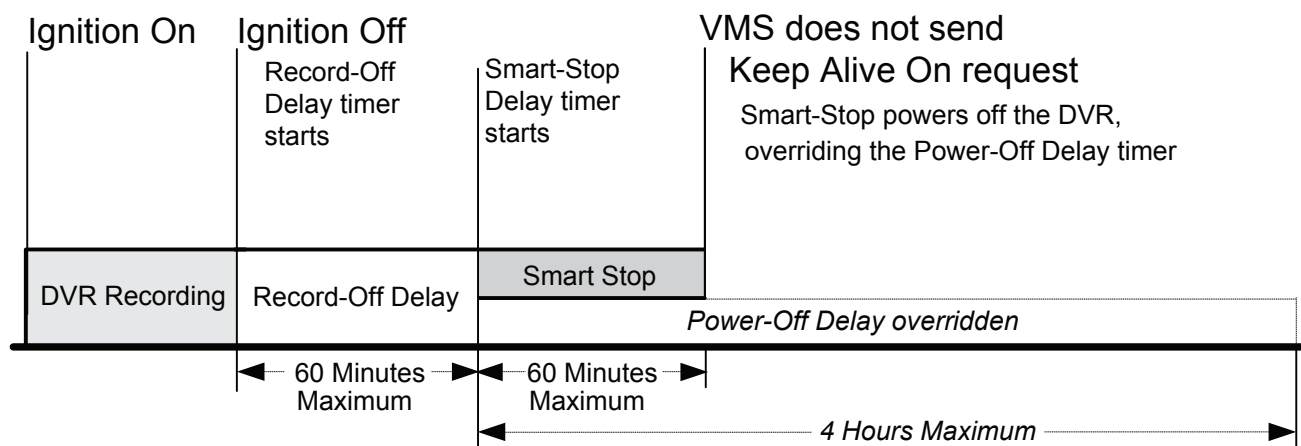 Ignition On
Ignition Off
VMS does not send
Keep Alive On request
Record-Off
Delay timer
starts
Smart-Stop
Delay timer
starts
Smart-Stop powers off the DVR,
overriding the Power-Off Delay timer
DVR Recording
Record-Off Delay
Smart Stop
Power-Off Delay overridden
60 Minutes
Maximum
60 Minutes
Maximum
4 Hours Maximum